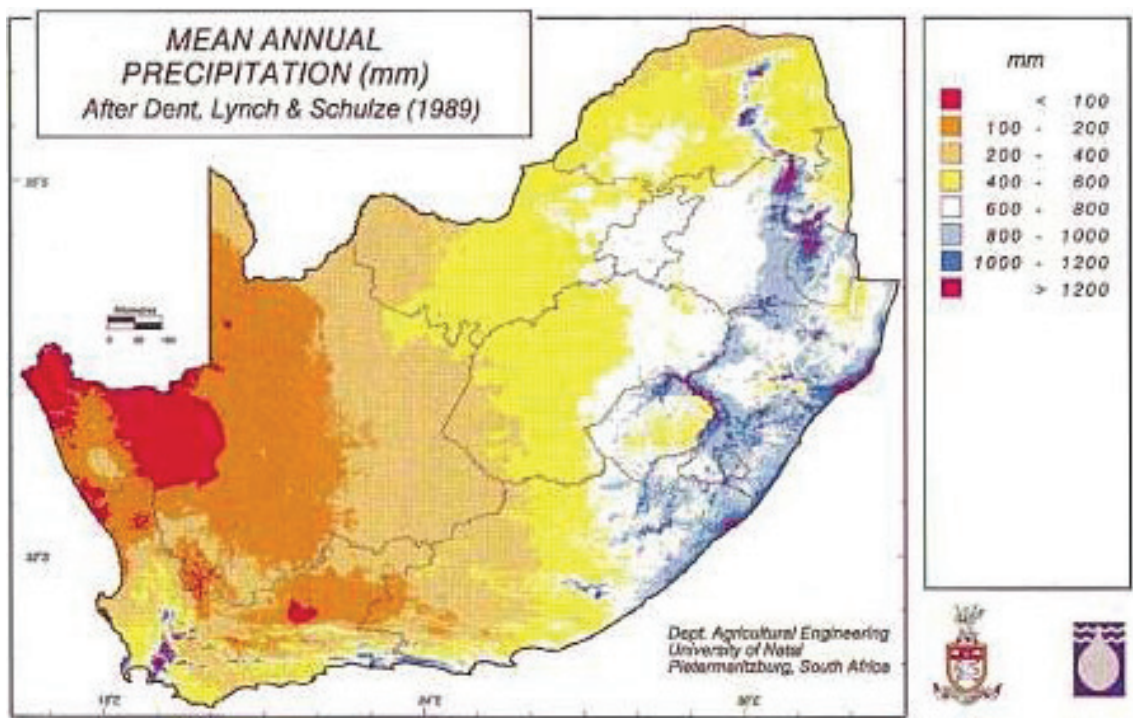 MEAN ANNUAL
PRECIPITATION (mm)
After Dent, Lynch & Schulze (1989)
mm
< 100
100 - 200
200 - 400
400 - 600
600 - 800
800 - 1000
1000 - 1200
> 1200
Kilometres
Dept. Agricultural Engineering
University of Natal
Pietermaritzburg, South Africa